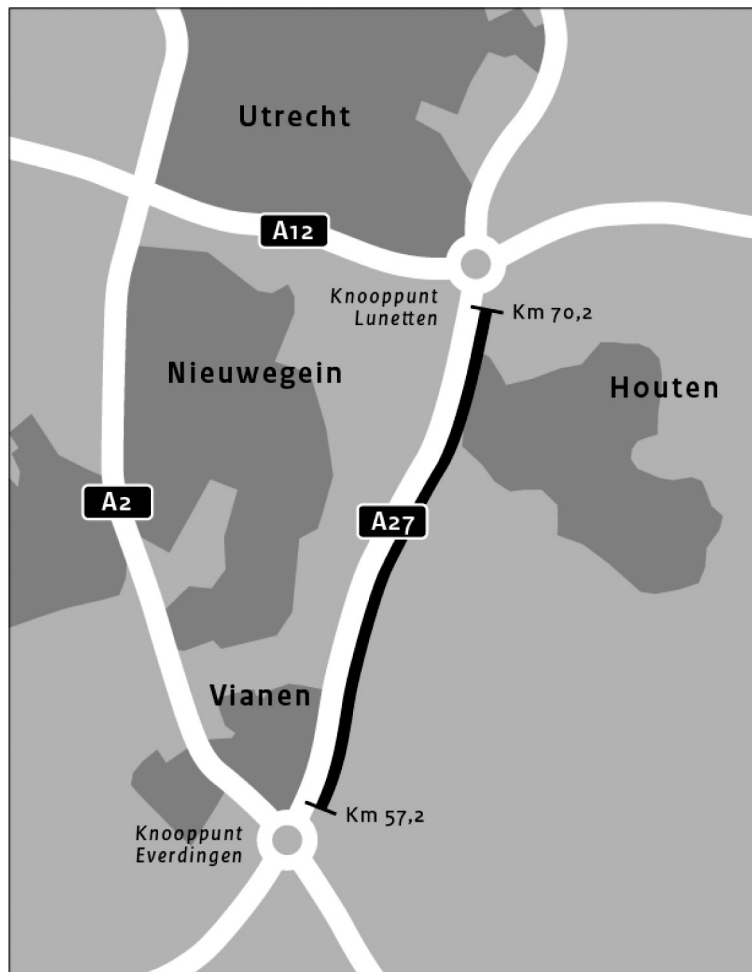 Utrecht
A12
Knooppunt
Lunetten
Km 70,2
Nieuwegein
Houten
A2
A27
Vianen
Km 57,2
Knooppunt
Everdingen